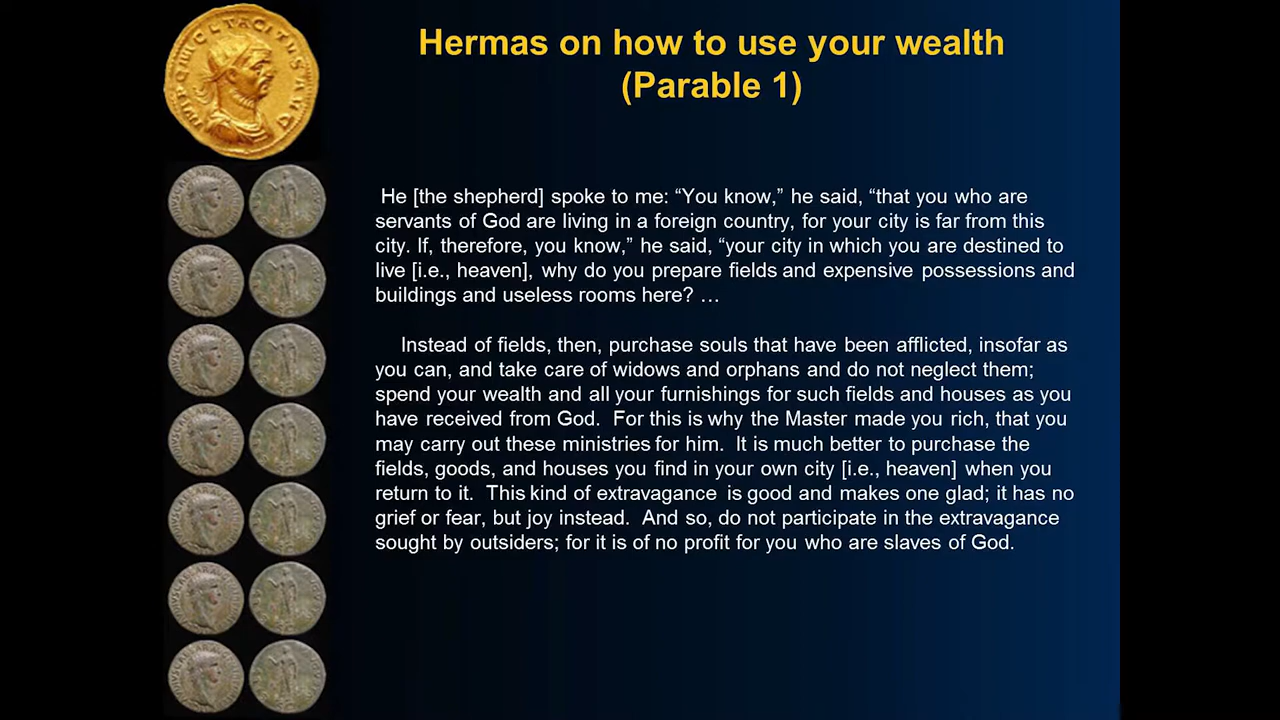 Hermas on how to use your wealth
(Parable 1)
IMP C M CL TACITUS AVG
He [the shepherd] spoke to me: “You know,” he said, “that you who are
servants of God are living in a foreign country, for your city is far from this
city. If, therefore, you know,” he said, “your city in which you are destined to
live [i.e., heaven], why do you prepare fields and expensive possessions and
buildings and useless rooms here? …
Instead of fields, then, purchase souls that have been afflicted, insofar as
you can, and take care of widows and orphans and do not neglect them;
spend your wealth and all your furnishings for such fields and houses as you
have received from God. For this is why the Master made you rich, that you
may carry out these ministries for him. It is much better to purchase the
fields, goods, and houses you find in your own city [i.e., heaven] when you
return to it. This kind of extravagance is good and makes one glad; it has no
grief or fear, but joy instead. And so, do not participate in the extravagance
sought by outsiders; for it is of no profit for you who are slaves of God.